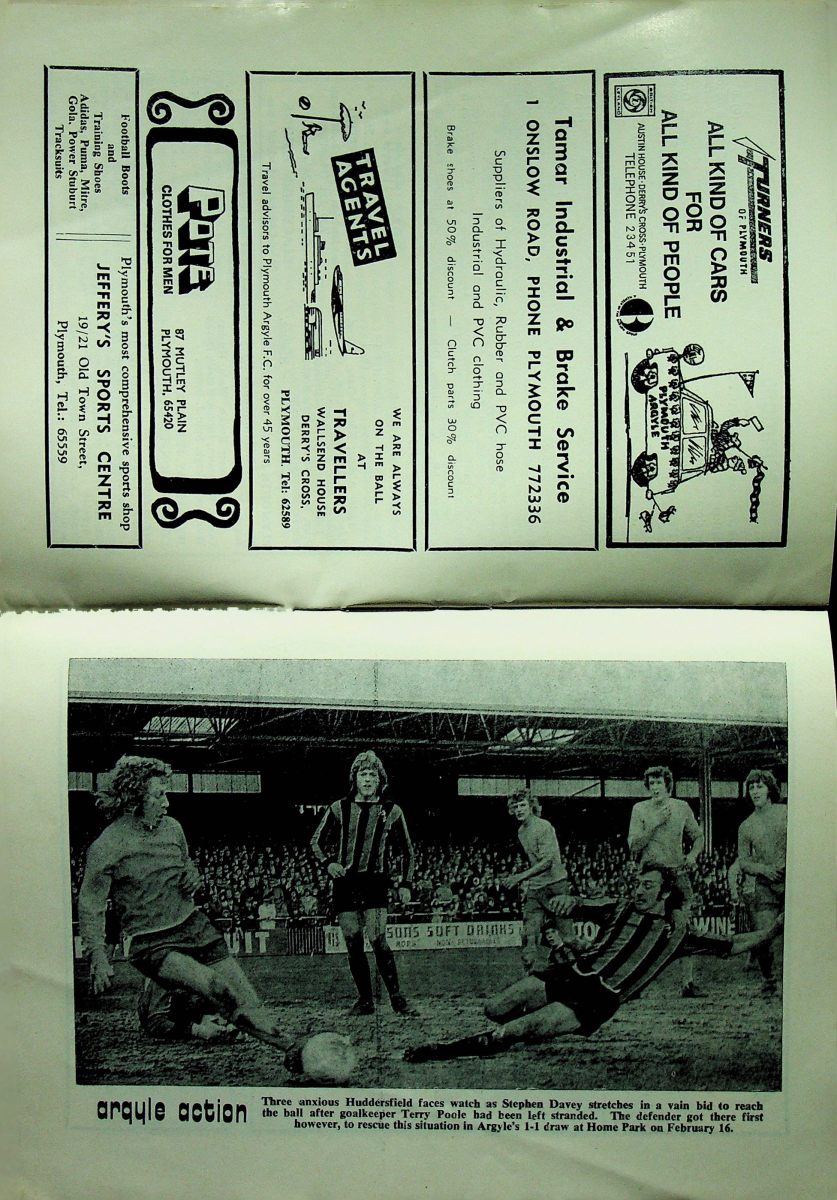 TURNERS
OF PLYMOUTH
ALL KIND OF CARS
FOR
ALL KIND OF PEOPLE
BRITISH
LEYLAND
AUSTIN HOUSE·DERRY'S CROSS·PLYMOUTH
TELEPHONE 23451
PLYMOUTH
ARGYLE
Tamar Industrial & Brake Service
1 ONSLOW ROAD, PHONE PLYMOUTH 772336
Suppliers of Hydraulic, Rubber and PVC hose
Industrial and PVC clothing
Brake shoes at 50% discount — Clutch parts 30% discount
TRAVEL
AGENTS
WE ARE ALWAYS
ON THE BALL
AT
TRAVELLERS
WALLSEND HOUSE
DERRY'S CROSS,
PLYMOUTH. Tel: 62589
Travel advisors to Plymouth Argyle F.C. for over 45 years
CLOTHES FOR MEN
87 MUTLEY PLAIN
PLYMOUTH. 65420
Football Boots
and
Training Shoes
Adidas, Puma, Mitre,
Gola, Power Stuburt
Tracksuits
Plymouth's most comprehensive sports shop
JEFFERY'S SPORTS CENTRE
19/21 Old Town Street,
Plymouth, Tel.: 65559
SONS SOFT DRINKS
WINE
argyle action
Three anxious Huddersfield faces watch as Stephen Davey stretches in a vain bid to reach
the ball after goalkeeper Terry Poole had been left stranded. The defender got there first
however, to rescue this situation in Argyle's 1-1 draw at Home Park on February 16.